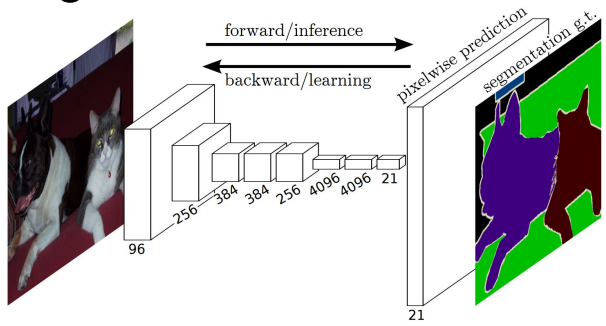 forward/inference
backward/learning
pixelwise prediction
segmentation g.t.
96
256
384
384
256
4096
4096
21
21